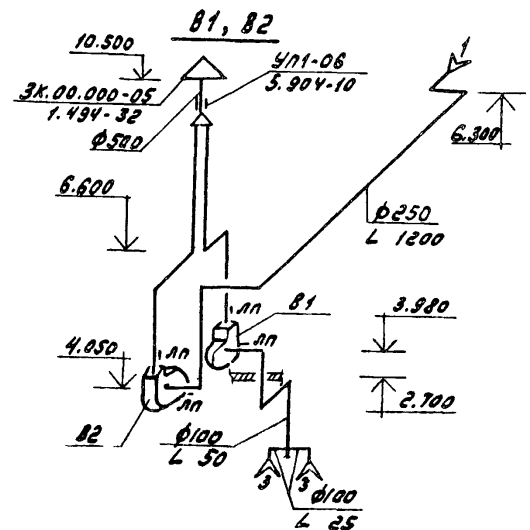 В1, В2
10.500
УП1-06
5.904-10
ЗК.00.000-05
1.494-32
ф500
1
6.300
6.600
ф250
L 1200
В1
3.980
лп
лп
4.050
лп
лп
2.700
В2
ф100
L 50
3
3
ф100
L 25